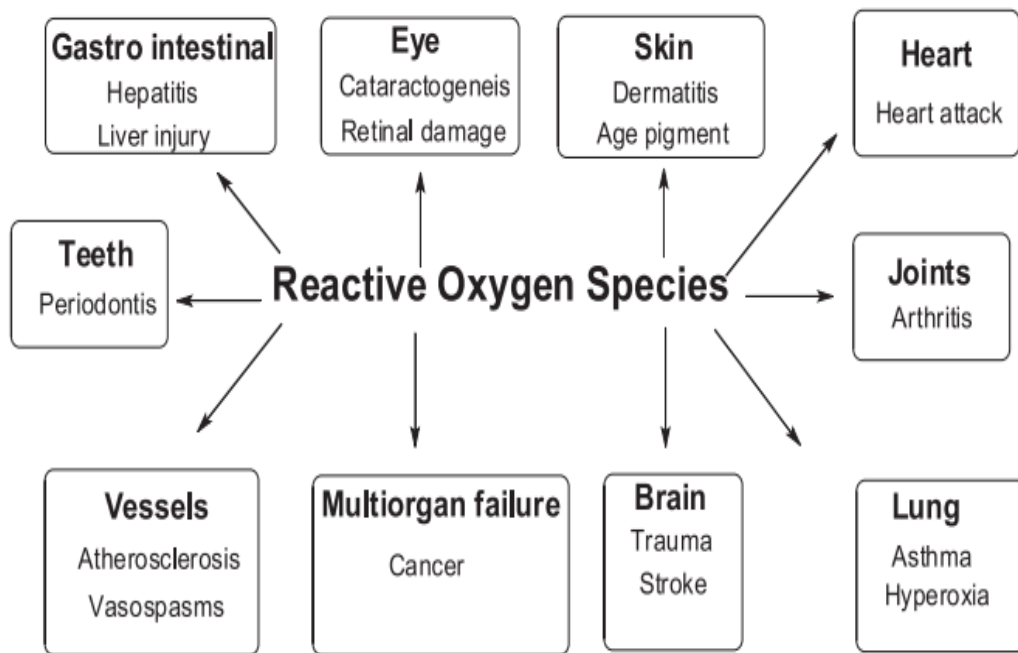 Gastro intestinal
Hepatitis
Liver injury
Eye
Cataractogeneis
Retinal damage
Skin
Dermatitis
Age pigment
Heart
Heart attack
Teeth
Periodontis
Reactive Oxygen Species
Joints
Arthritis
Vessels
Atherosclerosis
Vasospasms
Multiorgan failure
Cancer
Brain
Trauma
Stroke
Lung
Asthma
Hyperoxia